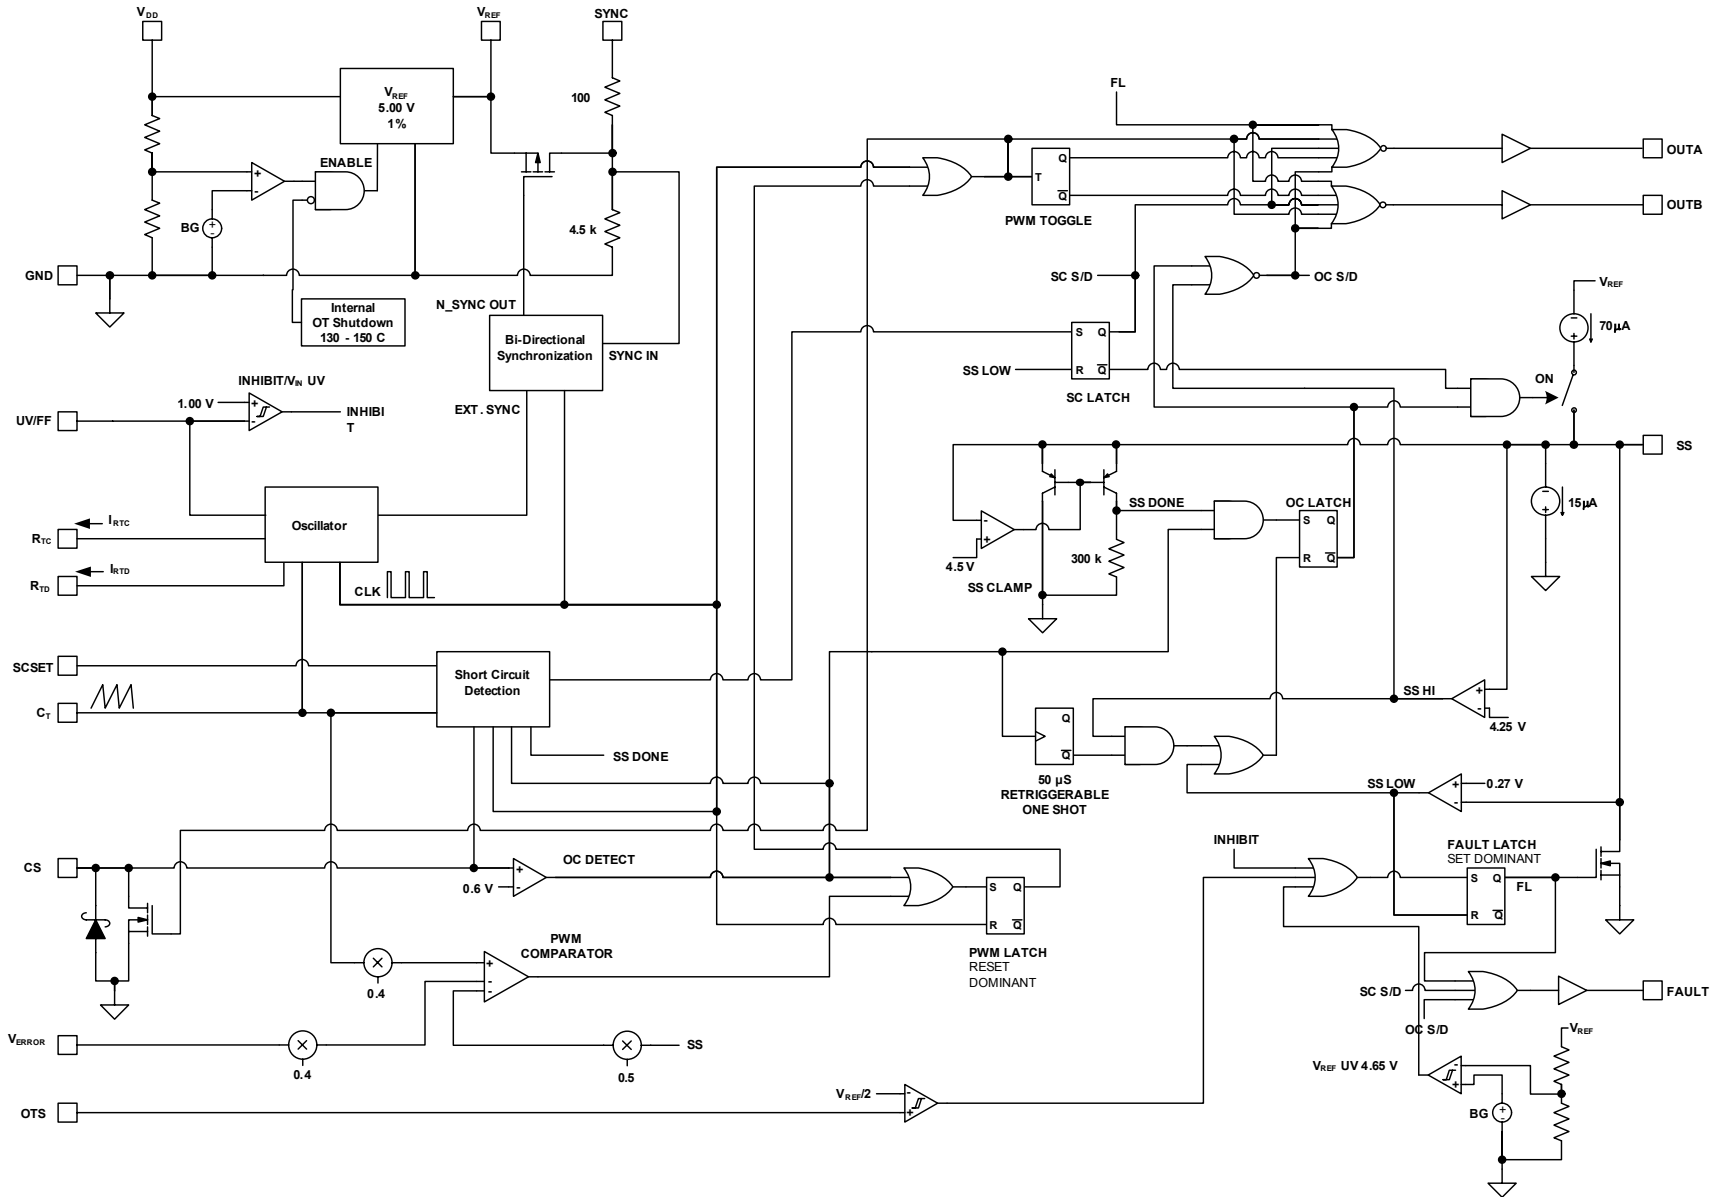 VDD
VREF
SYNC
VREF
5.00 V
1%
100
FL
ENABLE
+
-
BG
+
-
4.5 k
GND
Internal
OT Shutdown
130 - 150 C
N_SYNC OUT
Bi-Directional
Synchronization
SYNC IN
EXT. SYNC
T
Q
Q
PWM TOGGLE
OUTA
OUTB
SC S/D
OC S/D
VREF
70µA
-
+
S
Q
R
Q
SS LOW
SC LATCH
ON
INHIBIT/VIN UV
1.00 V
+
-
INHIBI
T
UV/FF
SS
Oscillator
IRTC
RTC
IRTD
RTD
CLK
SS DONE
OC LATCH
S
Q
R
Q
-
+
4.5 V
300 k
SS CLAMP
-
+
15µA
SCSET
CT
Short Circuit
Detection
SS DONE
SS HI
+
-
4.25 V
Q
Q
50 µS
RETRIGGERABLE
ONE SHOT
SS LOW
+
-
0.27 V
CS
OC DETECT
+
-
0.6 V
INHIBIT
FAULT LATCH
SET DOMINANT
S
Q
R
Q
FL
S
Q
R
Q
PWM LATCH
RESET
DOMINANT
PWM
COMPARATOR
+
-
-
0.4
VERROR
0.4
0.5
SS
SC S/D
OC S/D
FAULT
VREF
VREF UV 4.65 V
-
+
BG
+
-
OTS
VREF/2
-
+